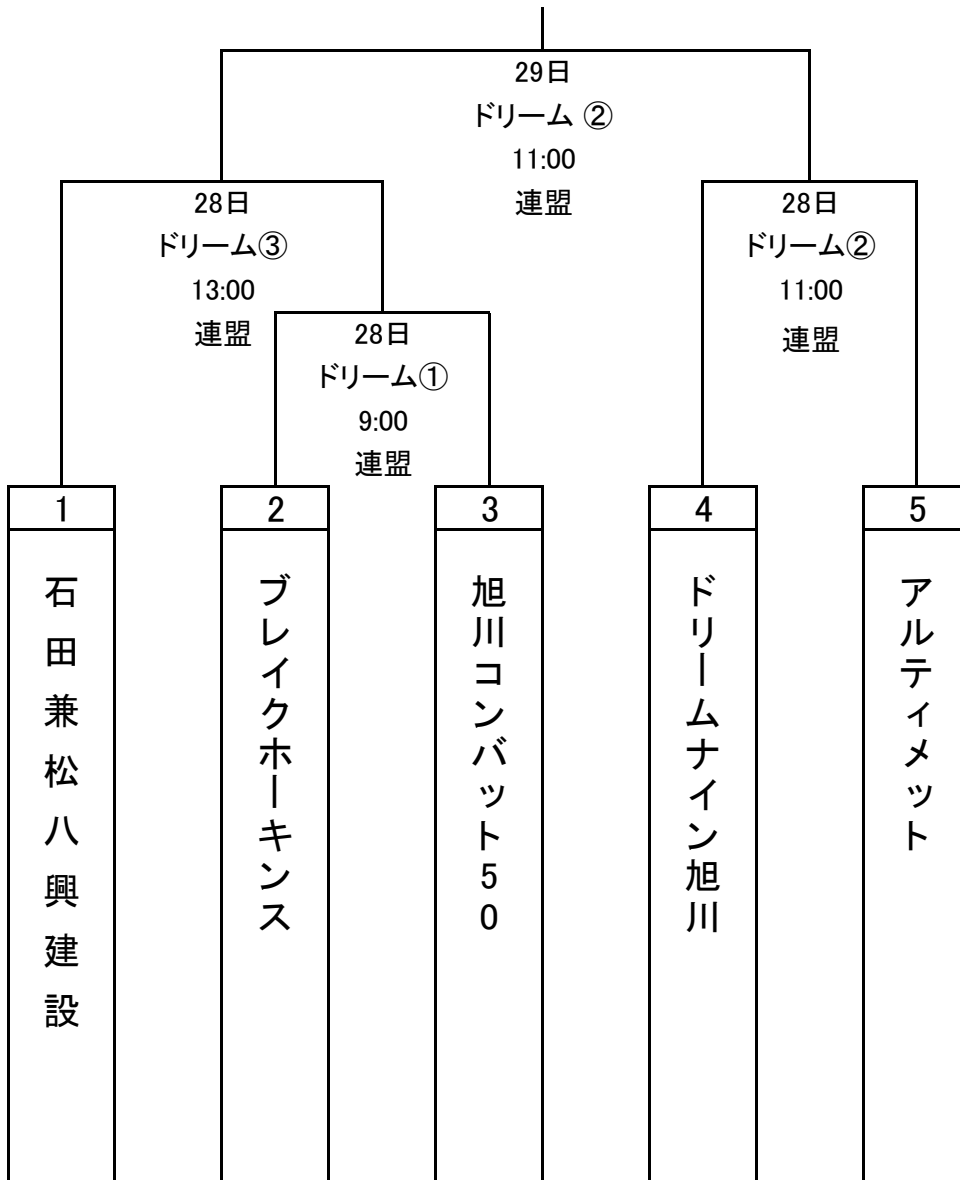 29日
ドリーム ②
11:00
連盟
28日
ドリーム③
13:00
連盟
28日
ドリーム②
11:00
連盟
28日
ドリーム①
9:00
連盟
1
2
3
4
5
石田兼松八興建設
ブレイクホーキンス
旭川コンバット50
ドリームナイン旭川
アルティメット